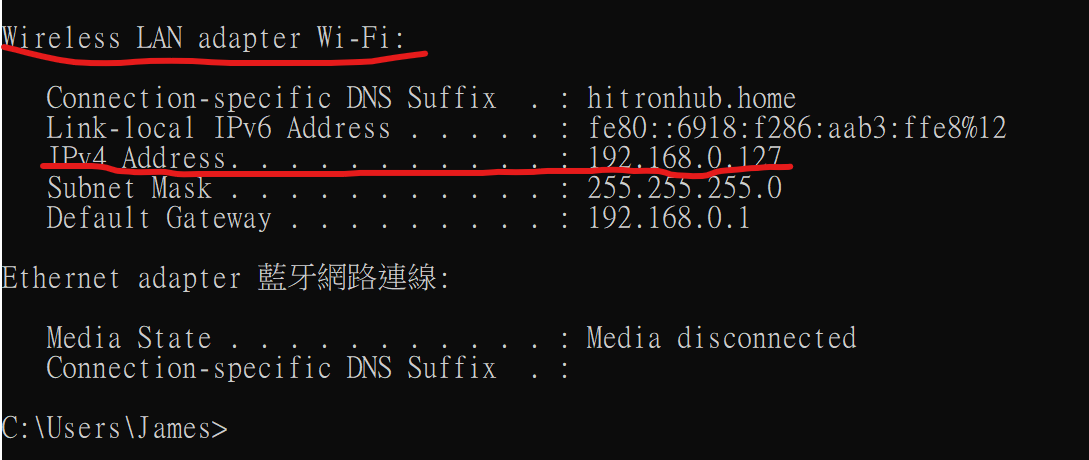 Wireless LAN adapter Wi-Fi:
Connection-specific DNS Suffix  . : hitronhub.home
Link-local IPv6 Address . . . . . : fe80::6918:f286:aab3:ffe8%12
IPv4 Address. . . . . . . . . . . : 192.168.0.127
Subnet Mask . . . . . . . . . . . : 255.255.255.0
Default Gateway . . . . . . . . . : 192.168.0.1
Ethernet adapter 藍牙網路連線:
Media State . . . . . . . . . . . : Media disconnected
Connection-specific DNS Suffix  . :
C:\Users\James>